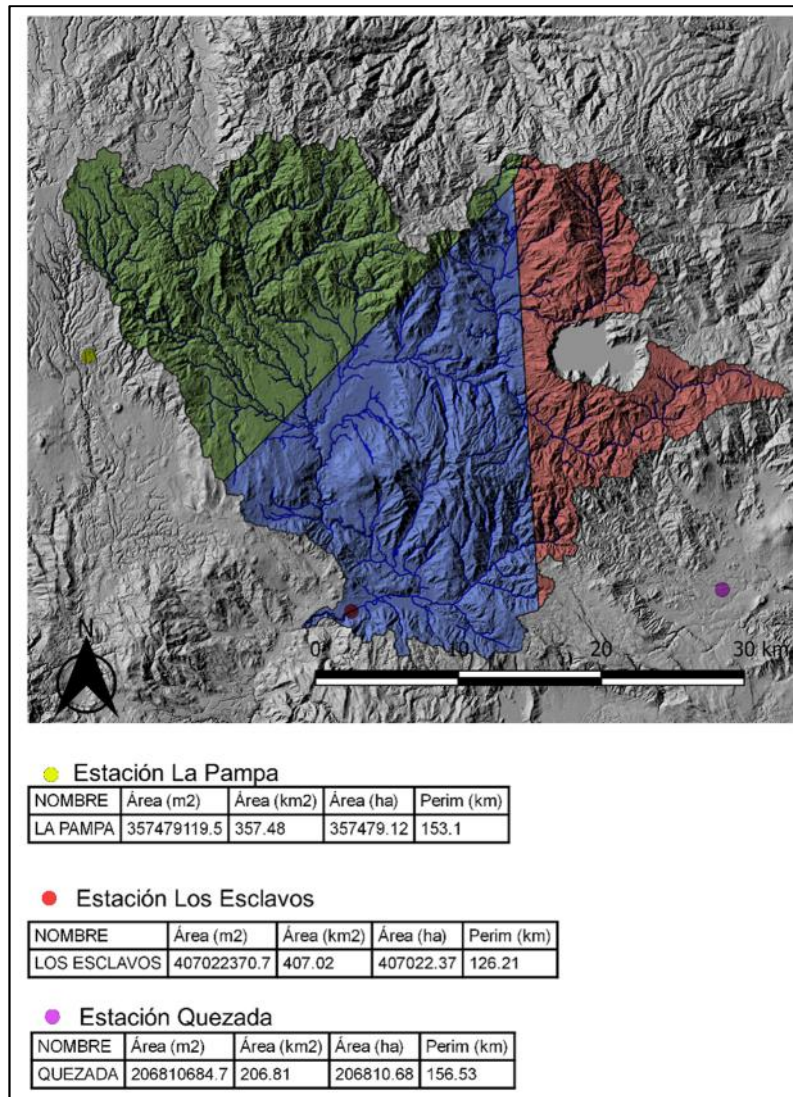 N
0 10 20 30 km
Estación La Pampa
NOMBRE Área (m2) Área (km2) Área (ha) Perim (km)
LA PAMPA 357479119.5 357.48 357479.12 153.1
Estación Los Esclavos
NOMBRE Área (m2) Área (km2) Área (ha) Perim (km)
LOS ESCLAVOS 407022370.7 407.02 407022.37 126.21
Estación Quezada
NOMBRE Área (m2) Área (km2) Área (ha) Perim (km)
QUEZADA 206810684.7 206.81 206810.68 156.53